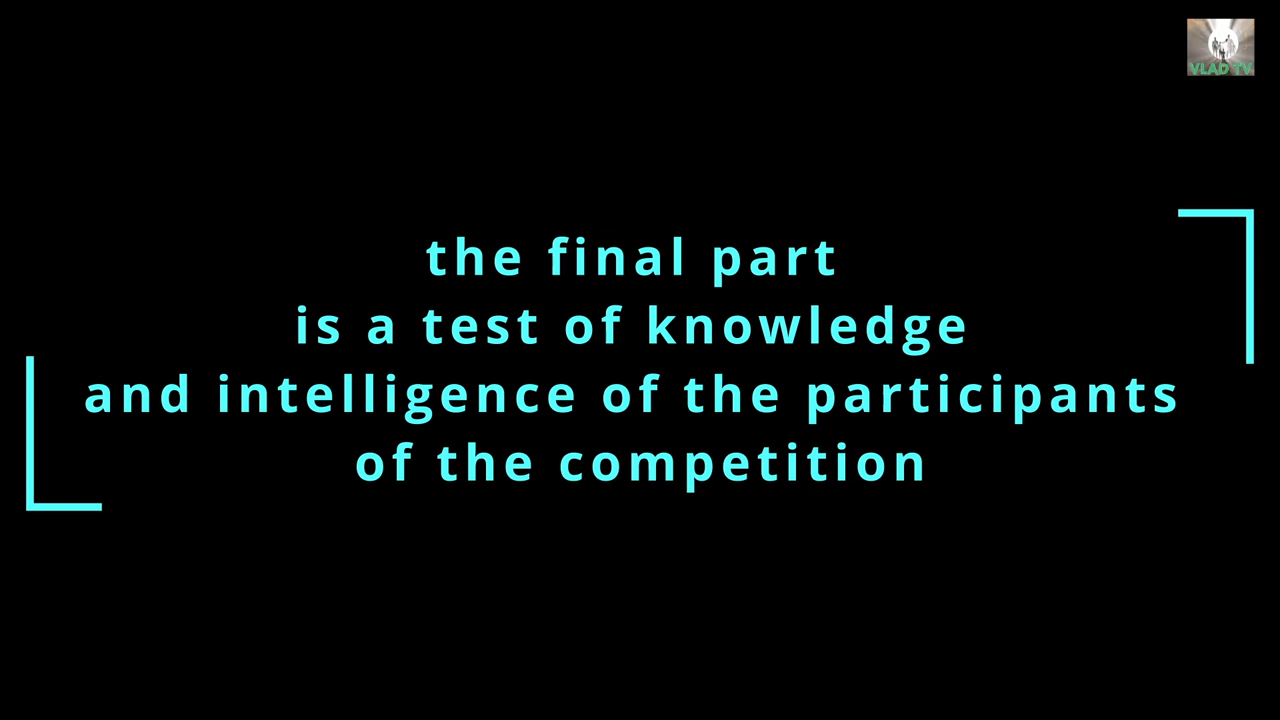 VLAD TV
the final part
is a test of knowledge
and intelligence of the participants
of the competition